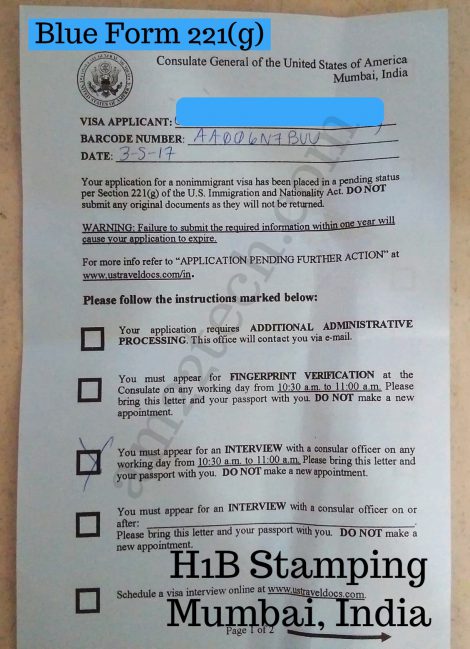 Blue Form 221(g)
Consulate General of the United States of America
Mumbai, India
VISA APPLICANT:
BARCODE NUMBER: AA006N7BUU
DATE: 3-5-17
Your application for a nonimmigrant visa has been placed in a pending status
per Section 221(g) of the U.S. Immigration and Nationality Act. DO NOT
submit any original documents as they will not be returned.
WARNING: Failure to submit the required information within one year will
cause your application to expire.
For more info refer to “APPLICATION PENDING FURTHER ACTION” at
www.ustraveldocs.com/in.
Please follow the instructions marked below:
Your application requires ADDITIONAL ADMINISTRATIVE
PROCESSING. This office will contact you via e-mail.
You must appear for FINGERPRINT VERIFICATION at the
Consulate on any working day from 10:30 a.m. to 11:00 a.m. Please
bring this letter and your passport with you. DO NOT make a new
appointment.
X
You must appear for an INTERVIEW with a consular officer on any
working day from 10:30 a.m. to 11:00 a.m. Please bring this letter and
your passport with you. DO NOT make a new appointment.
You must appear for an INTERVIEW with a consular officer on or
after:
Please bring this letter and your passport with you. DO NOT make a
new appointment.
Schedule a visa interview online at www.ustraveldocs.com.
H1B Stamping
Mumbai, India
Page 1 of 2
am22tech.com